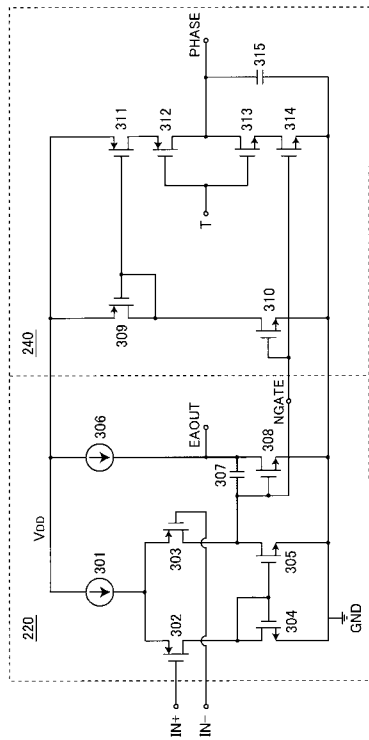 220
240
VDD
301
306
309
311
312
PHASE
315
302
303
EAOUT
T
313
314
307
IN+
IN-
304
305
308
310
NGATE
GND